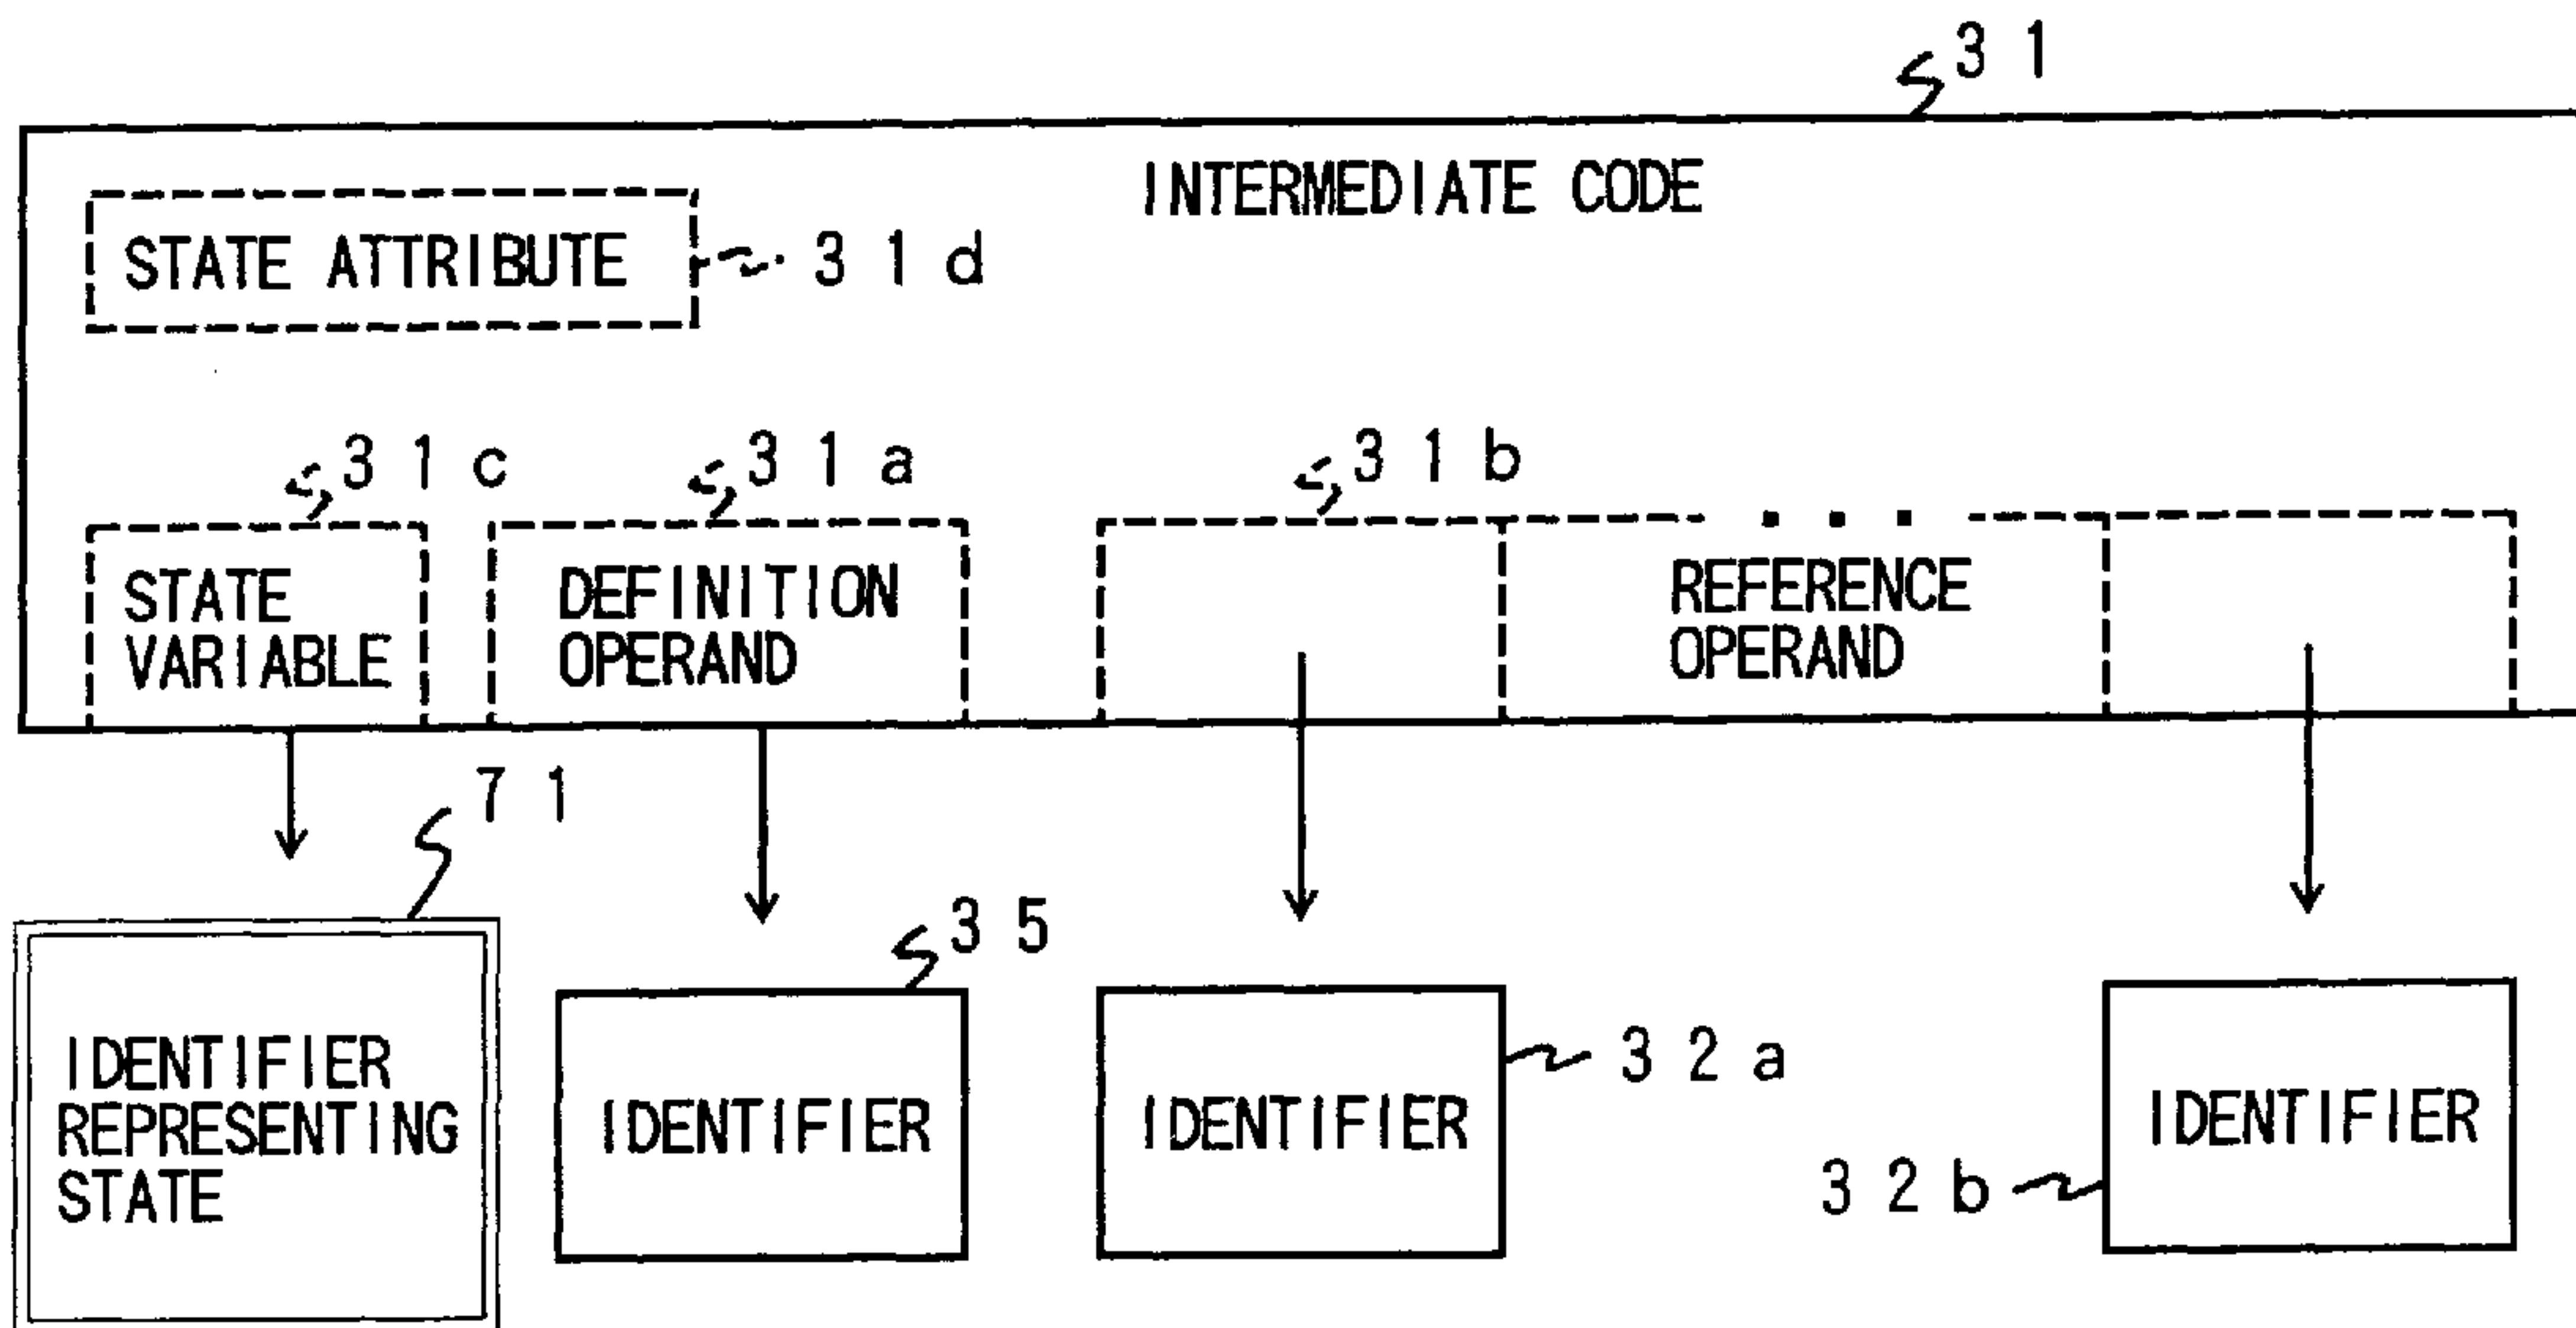 31
INTERMEDIATE CODE
STATE ATTRIBUTE
31d
31c
31a
31b
. . .
STATE
VARIABLE
DEFINITION
OPERAND
REFERENCE
OPERAND
71
35
IDENTIFIER
REPRESENTING
STATE
IDENTIFIER
IDENTIFIER
32a
32b
IDENTIFIER